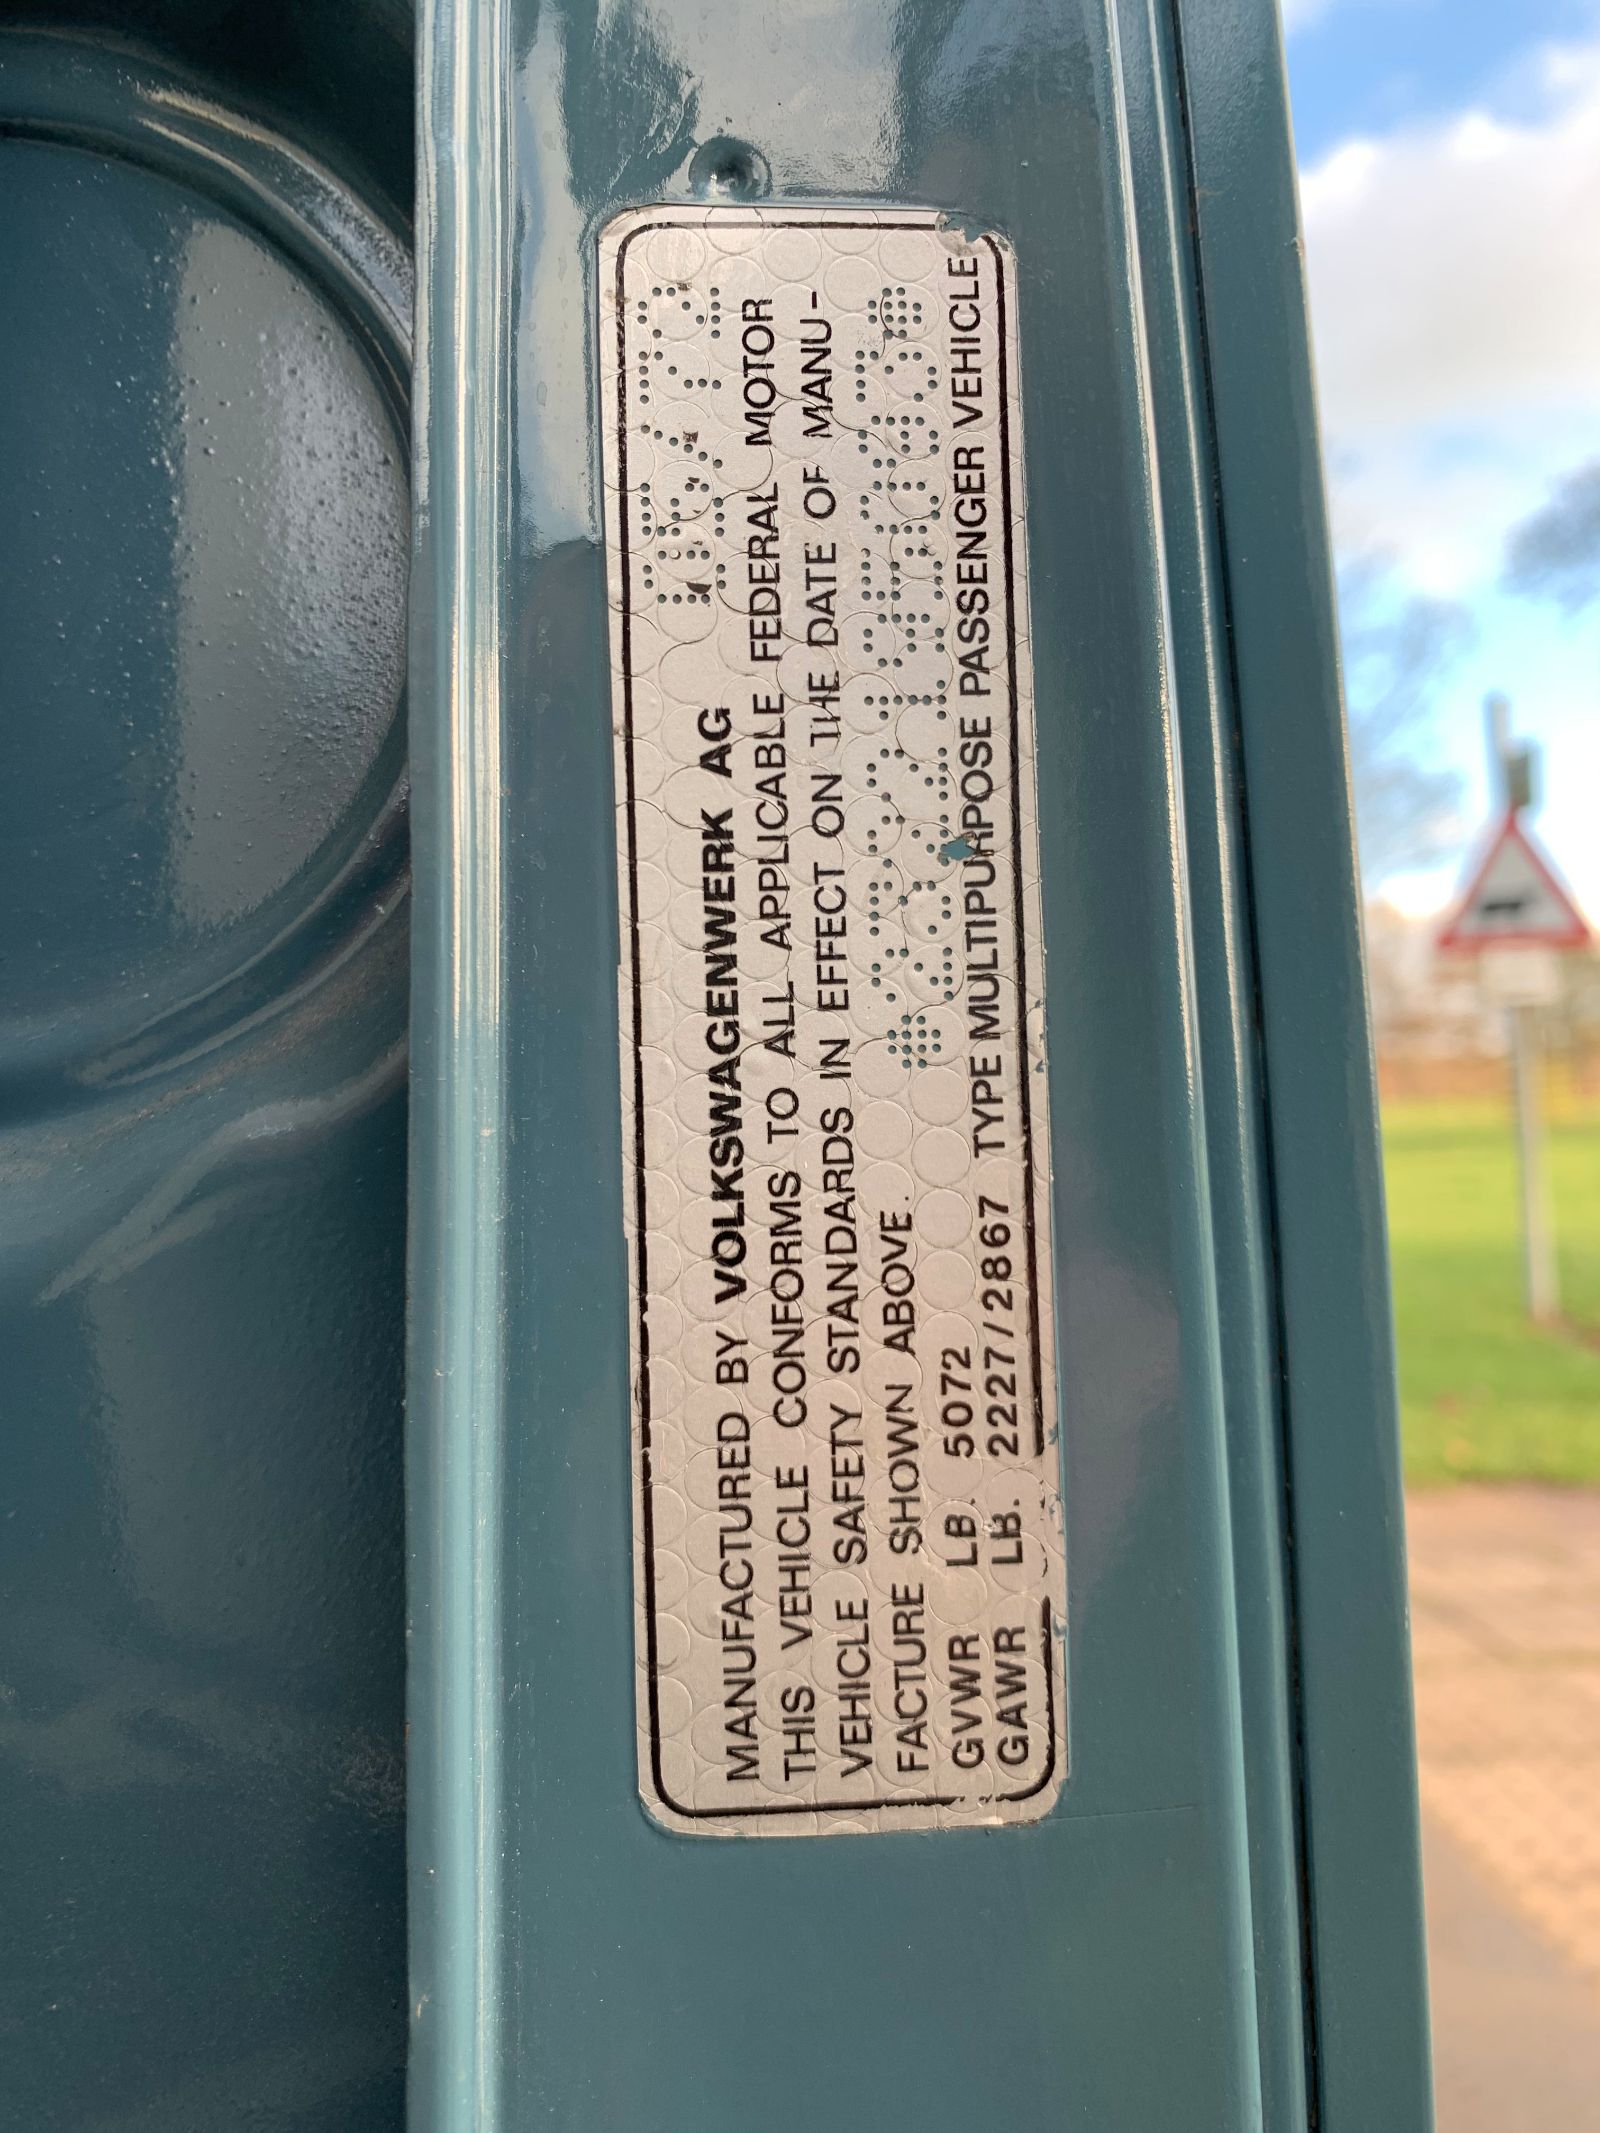 MANUFACTURED BY VOLKSWAGENWERK AG
THIS VEHICLE CONFORMS TO ALL APPLICABLE FEDERAL MOTOR
VEHICLE SAFETY STANDARDS IN EFFECT ON THE DATE OF MANU-
FACTURE SHOWN ABOVE.
GVWR LB. 5072
GAWR LB. 2227/2867 TYPE MULTIPURPOSE PASSENGER VEHICLE